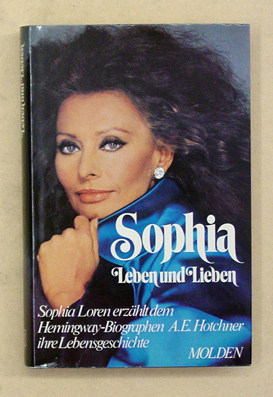 Sophia
Leben und Lieben
Sophia Loren erzählt dem
Hemingway-Biographen A.E. Hotchner
ihre Lebensgeschichte
MOLDEN